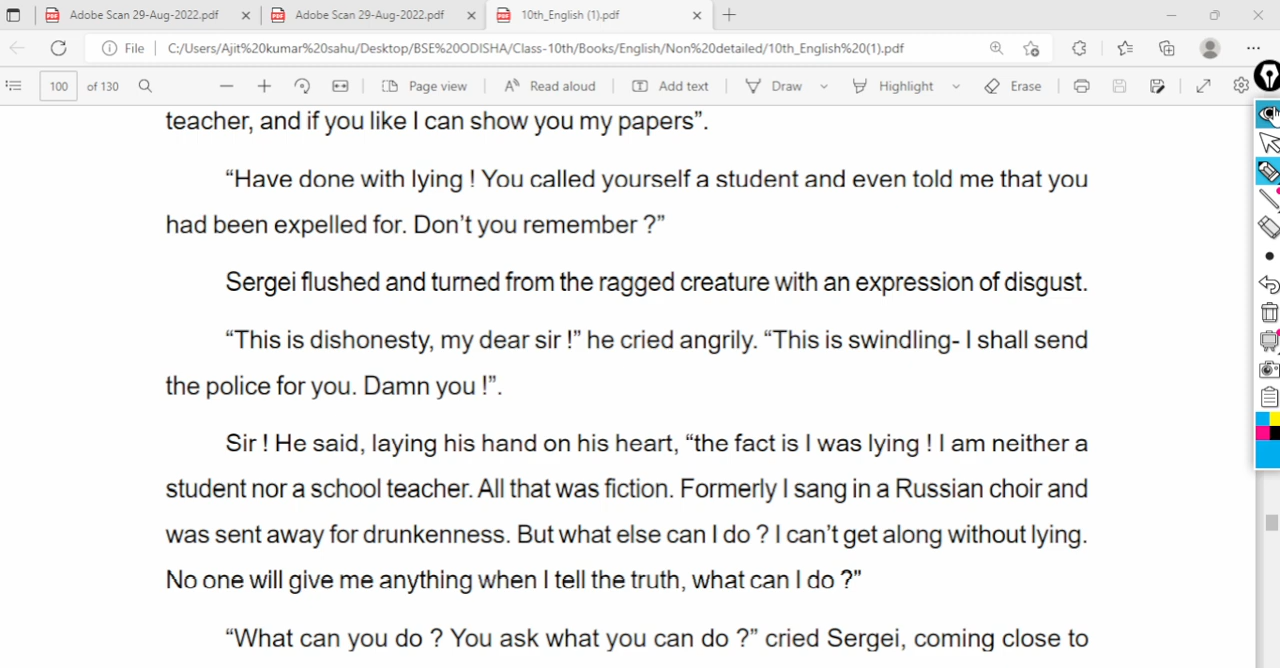 Adobe Scan 29-Aug-2022.pdf
Adobe Scan 29-Aug-2022.pdf
10th_English (1).pdf
File
C:/Users/Ajit%20kumar%20sahu/Desktop/BSE%20ODISHA/Class-10th/Books/English/Non%20detailed/10th_English%20(1).pdf
100 of 130
Page view
Read aloud
Add text
Draw
Highlight
Erase
teacher, and if you like I can show you my papers”.
“Have done with lying ! You called yourself a student and even told me that you
had been expelled for. Don’t you remember ?”
Sergei flushed and turned from the ragged creature with an expression of disgust.
“This is dishonesty, my dear sir !” he cried angrily. “This is swindling- I shall send
the police for you. Damn you !”.
Sir ! He said, laying his hand on his heart, “the fact is I was lying ! I am neither a
student nor a school teacher. All that was fiction. Formerly I sang in a Russian choir and
was sent away for drunkenness. But what else can I do ? I can’t get along without lying.
No one will give me anything when I tell the truth, what can I do ?”
“What can you do ? You ask what you can do ?” cried Sergei, coming close to